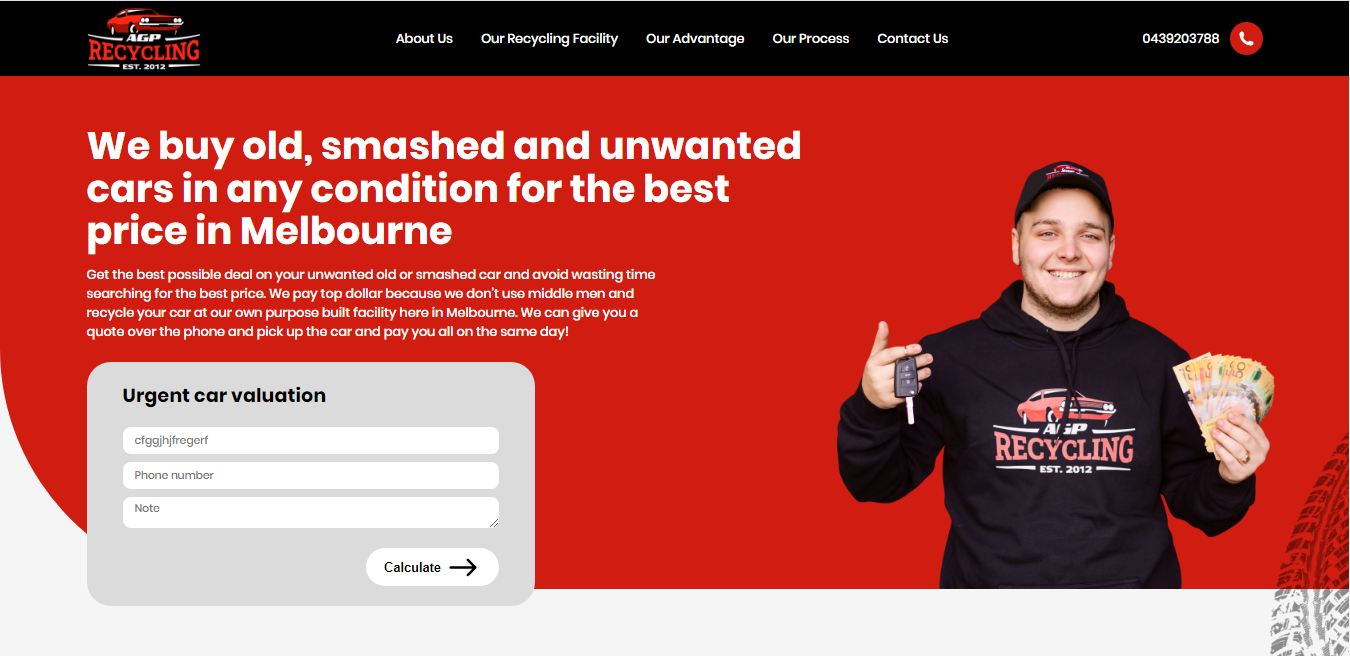 AGP
RECYCLING
EST. 2012
About Us
Our Recycling Facility
Our Advantage
Our Process
Contact Us
0439203788
We buy old, smashed and unwanted
cars in any condition for the best
price in Melbourne
Get the best possible deal on your unwanted old or smashed car and avoid wasting time
searching for the best price. We pay top dollar because we don't use middle men and
recycle your car at our own purpose built facility here in Melbourne. We can give you a
quote over the phone and pick up the car and pay you all on the same day!
Urgent car valuation
cfggjhjfregerf
Phone number
Note
Calculate
AGP
RECYCLING
EST. 2012